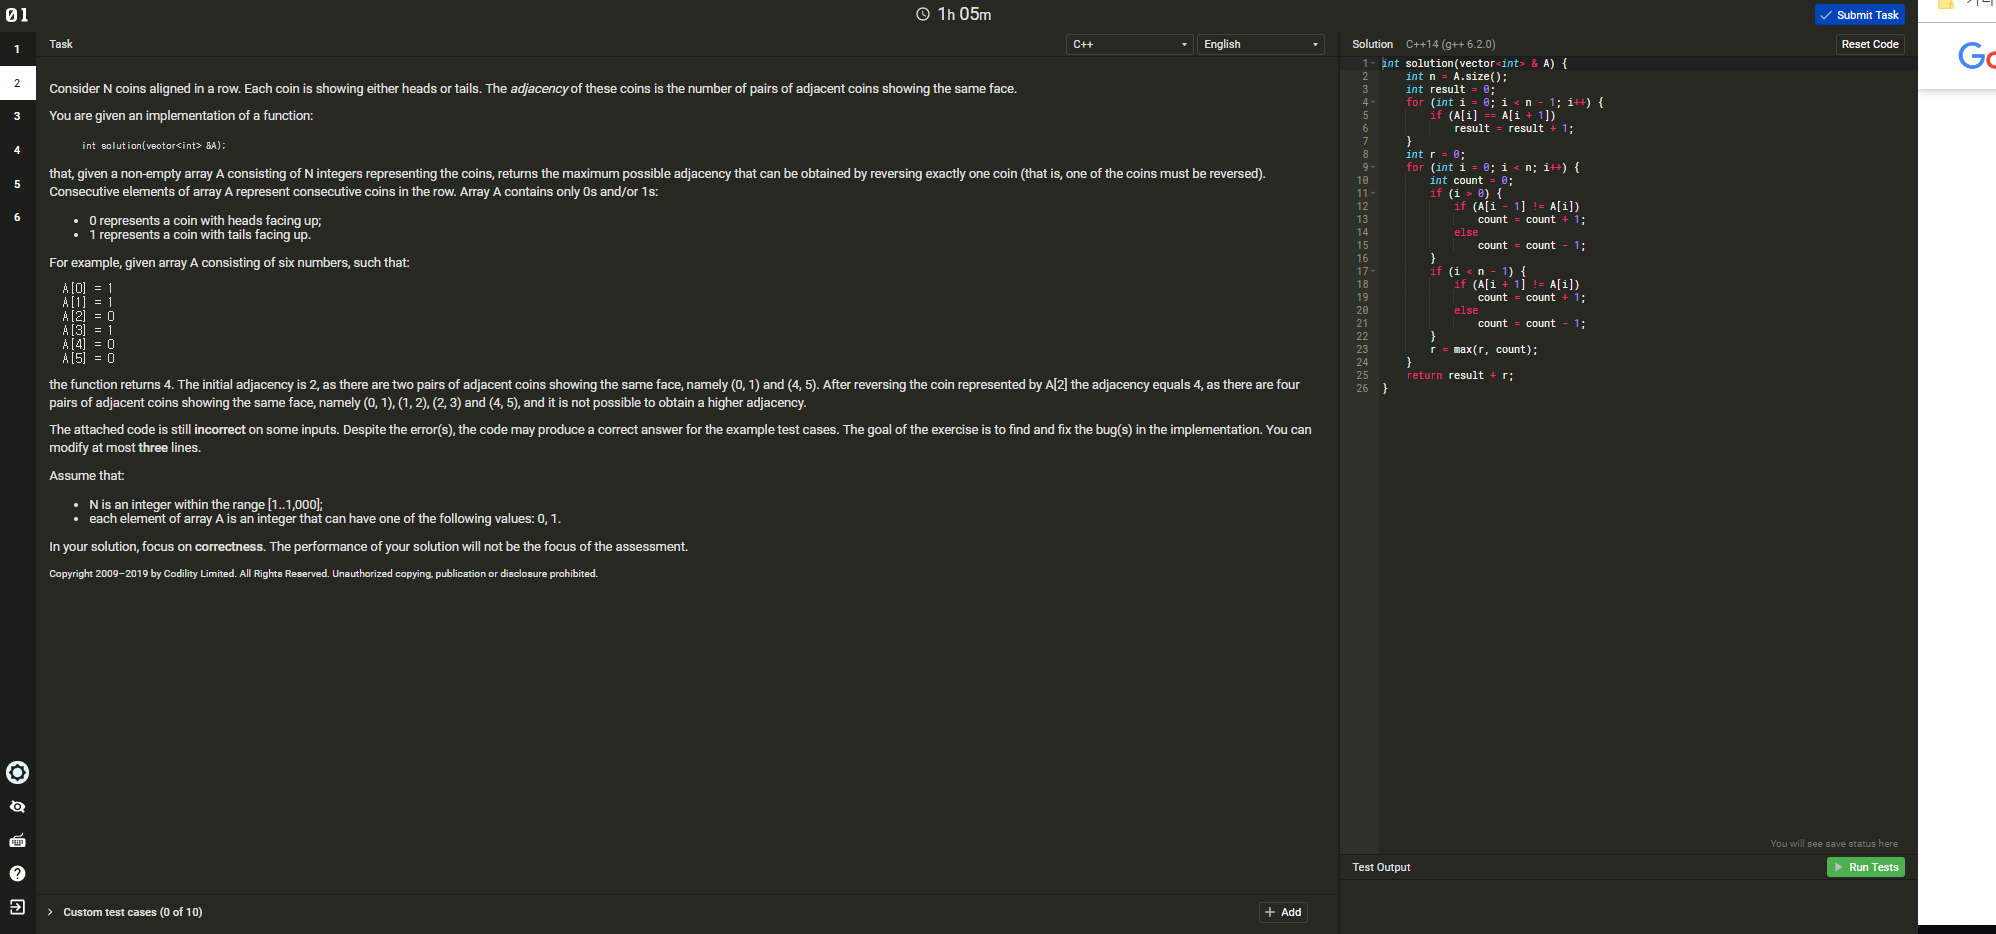 01
1h 05m
Submit Task
1
2
3
4
5
6
Task
C++
English
Consider N coins aligned in a row. Each coin is showing either heads or tails. The adjacency of these coins is the number of pairs of adjacent coins showing the same face.
You are given an implementation of a function:
int solution(vector<int> &A);
that, given a non-empty array A consisting of N integers representing the coins, returns the maximum possible adjacency that can be obtained by reversing exactly one coin (that is, one of the coins must be reversed).
Consecutive elements of array A represent consecutive coins in the row. Array A contains only 0s and/or 1s:
• 0 represents a coin with heads facing up;
• 1 represents a coin with tails facing up.
For example, given array A consisting of six numbers, such that:
A[0] = 1
A[1] = 1
A[2] = 0
A[3] = 1
A[4] = 0
A[5] = 0
the function returns 4. The initial adjacency is 2, as there are two pairs of adjacent coins showing the same face, namely (0, 1) and (4, 5). After reversing the coin represented by A[2] the adjacency equals 4, as there are four
pairs of adjacent coins showing the same face, namely (0, 1), (1, 2), (2, 3) and (4, 5), and it is not possible to obtain a higher adjacency.
The attached code is still incorrect on some inputs. Despite the error(s), the code may produce a correct answer for the example test cases. The goal of the exercise is to find and fix the bug(s) in the implementation. You can
modify at most three lines.
Assume that:
• N is an integer within the range [1..1,000];
• each element of array A is an integer that can have one of the following values: 0, 1.
In your solution, focus on correctness. The performance of your solution will not be the focus of the assessment.
Copyright 2009–2019 by Codility Limited. All Rights Reserved. Unauthorized copying, publication or disclosure prohibited.
Custom test cases (0 of 10)
+ Add
Solution C++14 (g++ 6.2.0)
Reset Code
1 int solution(vector<int> & A) {
2 int n = A.size();
3 int result = 0;
4 for (int i = 0; i < n - 1; i++) {
5 if (A[i] == A[i + 1])
6 result = result + 1;
7 }
8 int r = 0;
9 for (int i = 0; i < n; i++) {
10 int count = 0;
11 if (i > 0) {
12 if (A[i - 1] != A[i])
13 count = count + 1;
14 else
15 count = count - 1;
16 }
17 if (i < n - 1) {
18 if (A[i + 1] != A[i])
19 count = count + 1;
20 else
21 count = count - 1;
22 }
23 r = max(r, count);
24 }
25 return result + r;
26 }
You will see save status here
Test Output
Run Tests